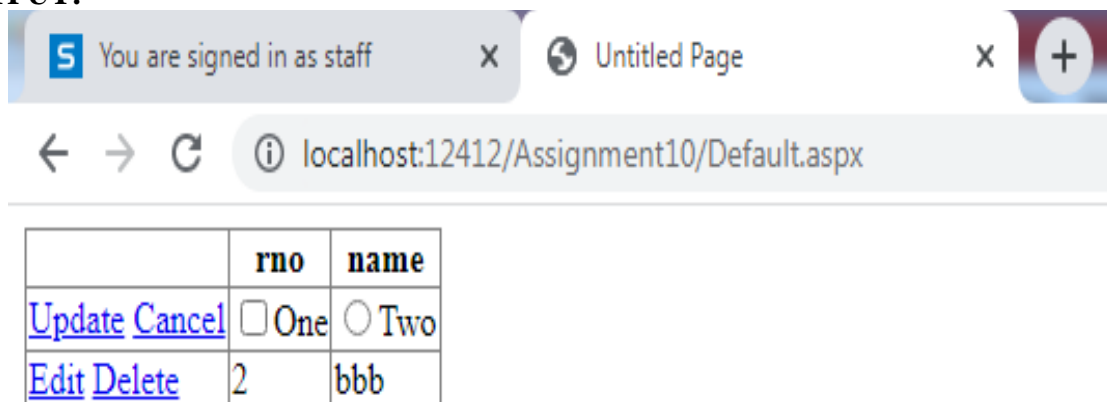 You are signed in as staff Untitled Page
localhost:12412/Assignment10/Default.aspx
rno name
Update Cancel One Two
Edit Delete 2 bbb